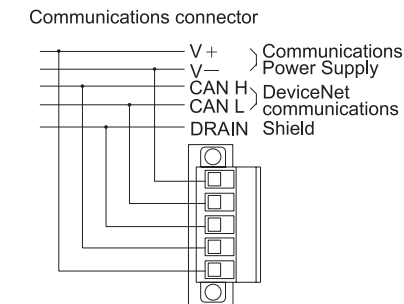 Communications connector
V + Communications
V— Power Supply
CAN H DeviceNet
CAN L communications
DRAIN Shield